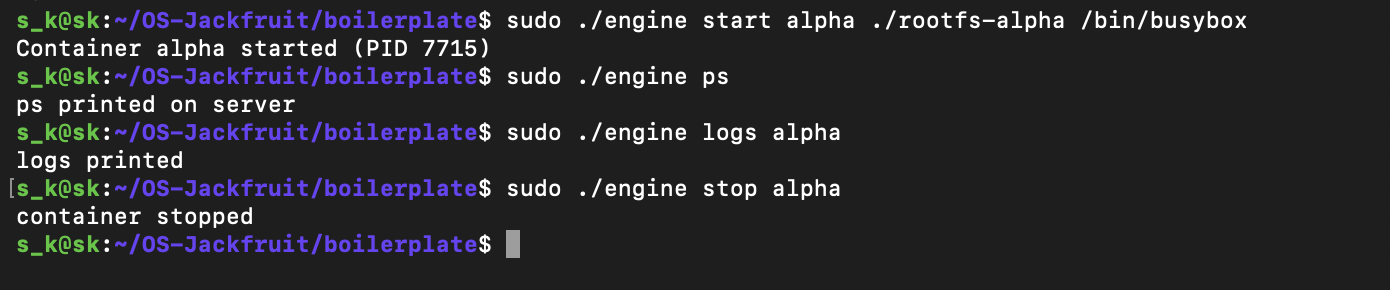 s_k@sk:~/OS-Jackfruit/boilerplate$ sudo ./engine start alpha ./rootfs-alpha /bin/busybox
Container alpha started (PID 7715)
s_k@sk:~/OS-Jackfruit/boilerplate$ sudo ./engine ps
ps printed on server
s_k@sk:~/OS-Jackfruit/boilerplate$ sudo ./engine logs alpha
logs printed
[s_k@sk:~/OS-Jackfruit/boilerplate$ sudo ./engine stop alpha
container stopped
s_k@sk:~/OS-Jackfruit/boilerplate$